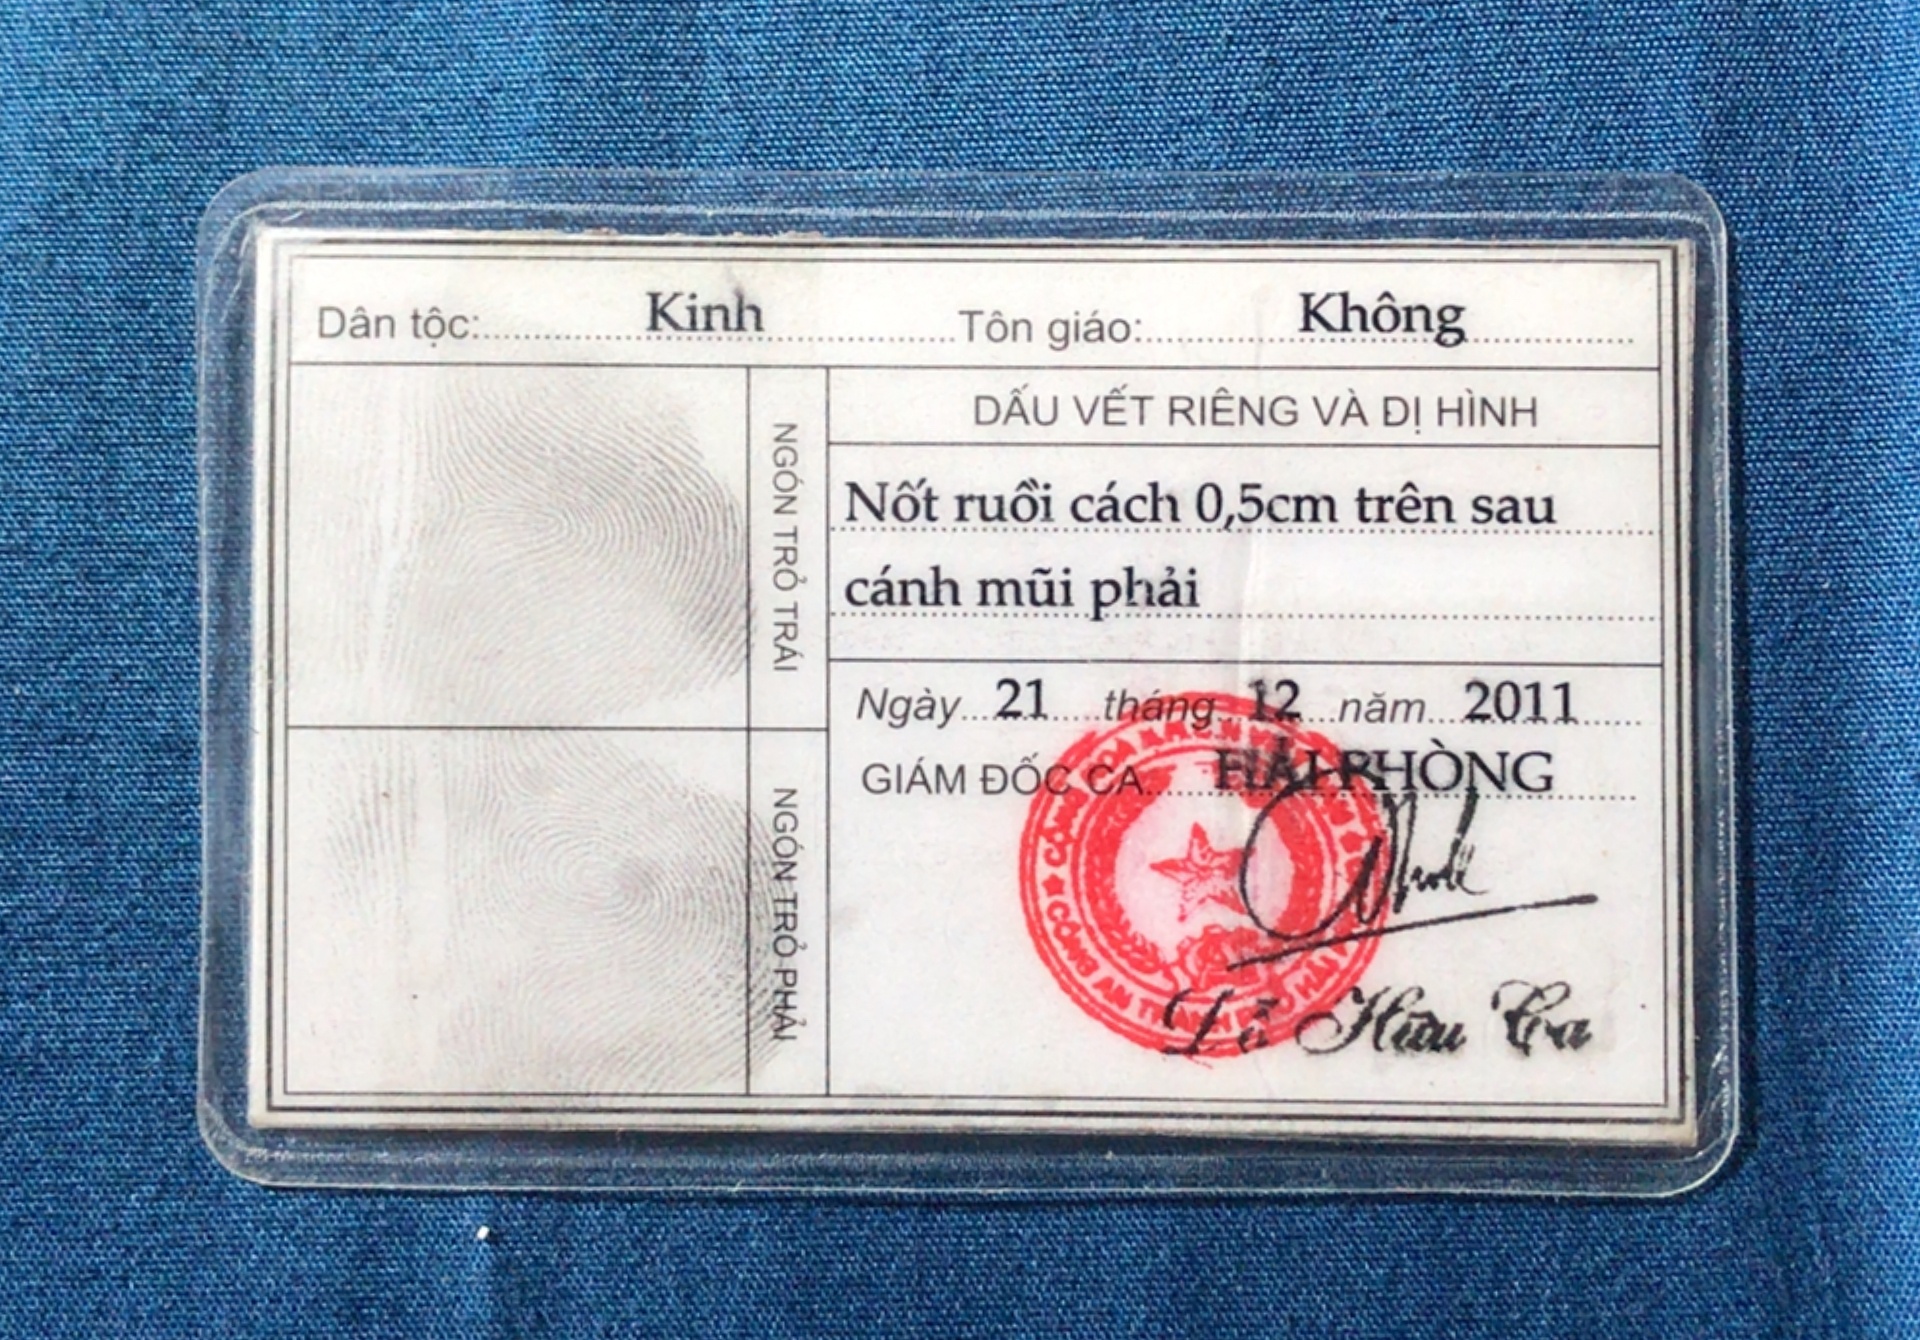 Dân tộc: Kinh Tôn giáo: Không
NGÓN TRỎ TRÁI
DẤU VẾT RIÊNG VÀ DỊ HÌNH
Nốt ruồi cách 0,5cm trên sau
cánh mũi phải
Ngày 21 tháng 12 năm 2011
GIÁM ĐỐC CA HẢI PHÒNG
NGÓN TRỎ PHẢI
CÔNG AN THÀNH PHỐ HẢI
Đỗ Hữu Ca